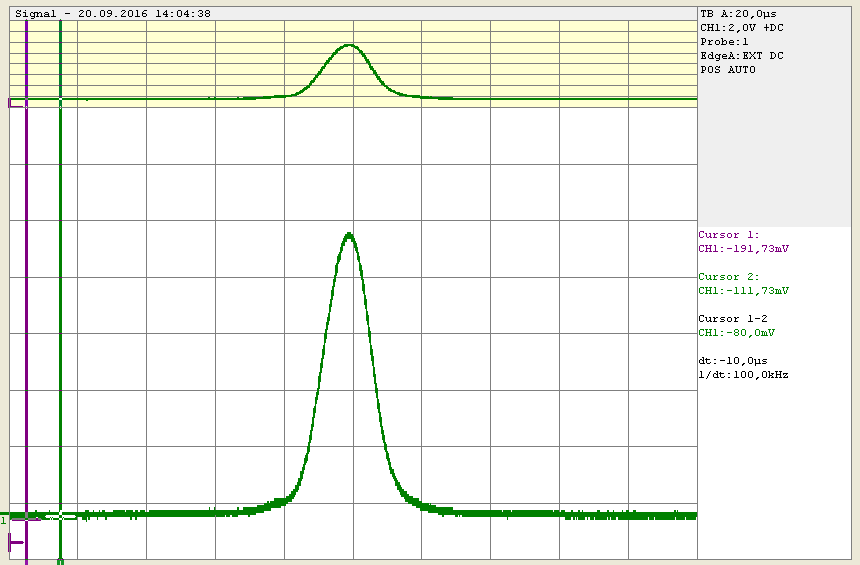 Signal - 20.09.2016 14:04:38
TB A:20,0µs
CH1:2,0V +DC
Probe:1
EdgeA:EXT DC
POS AUTO
Cursor 1:
CH1:-191,73mV
Cursor 2:
CH1:-111,73mV
Cursor 1-2
CH1:-80,0mV
dt:-10,0µs
1/dt:100,0kHz
1